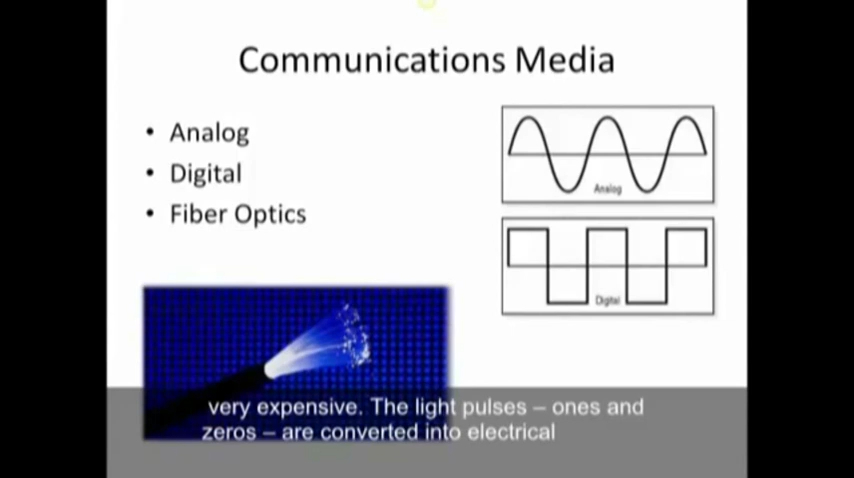 Communications Media
• Analog
• Digital
• Fiber Optics
Analog
Digital
very expensive. The light pulses – ones and
zeros – are converted into electrical